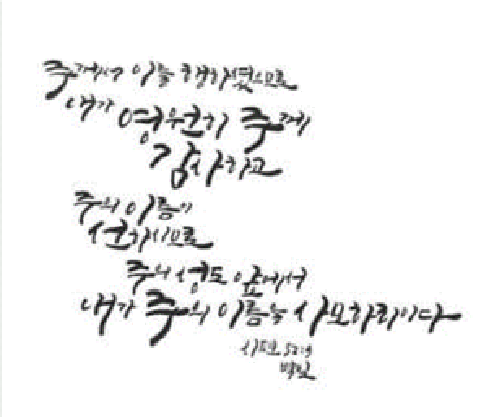 주께서 이를 행하셨으므로
내가 영원히 주께
감사하고
주의 이름이
선하시므로
주의 성도 앞에서
내가 주의 이름을 사모하리이다
시편 52:9